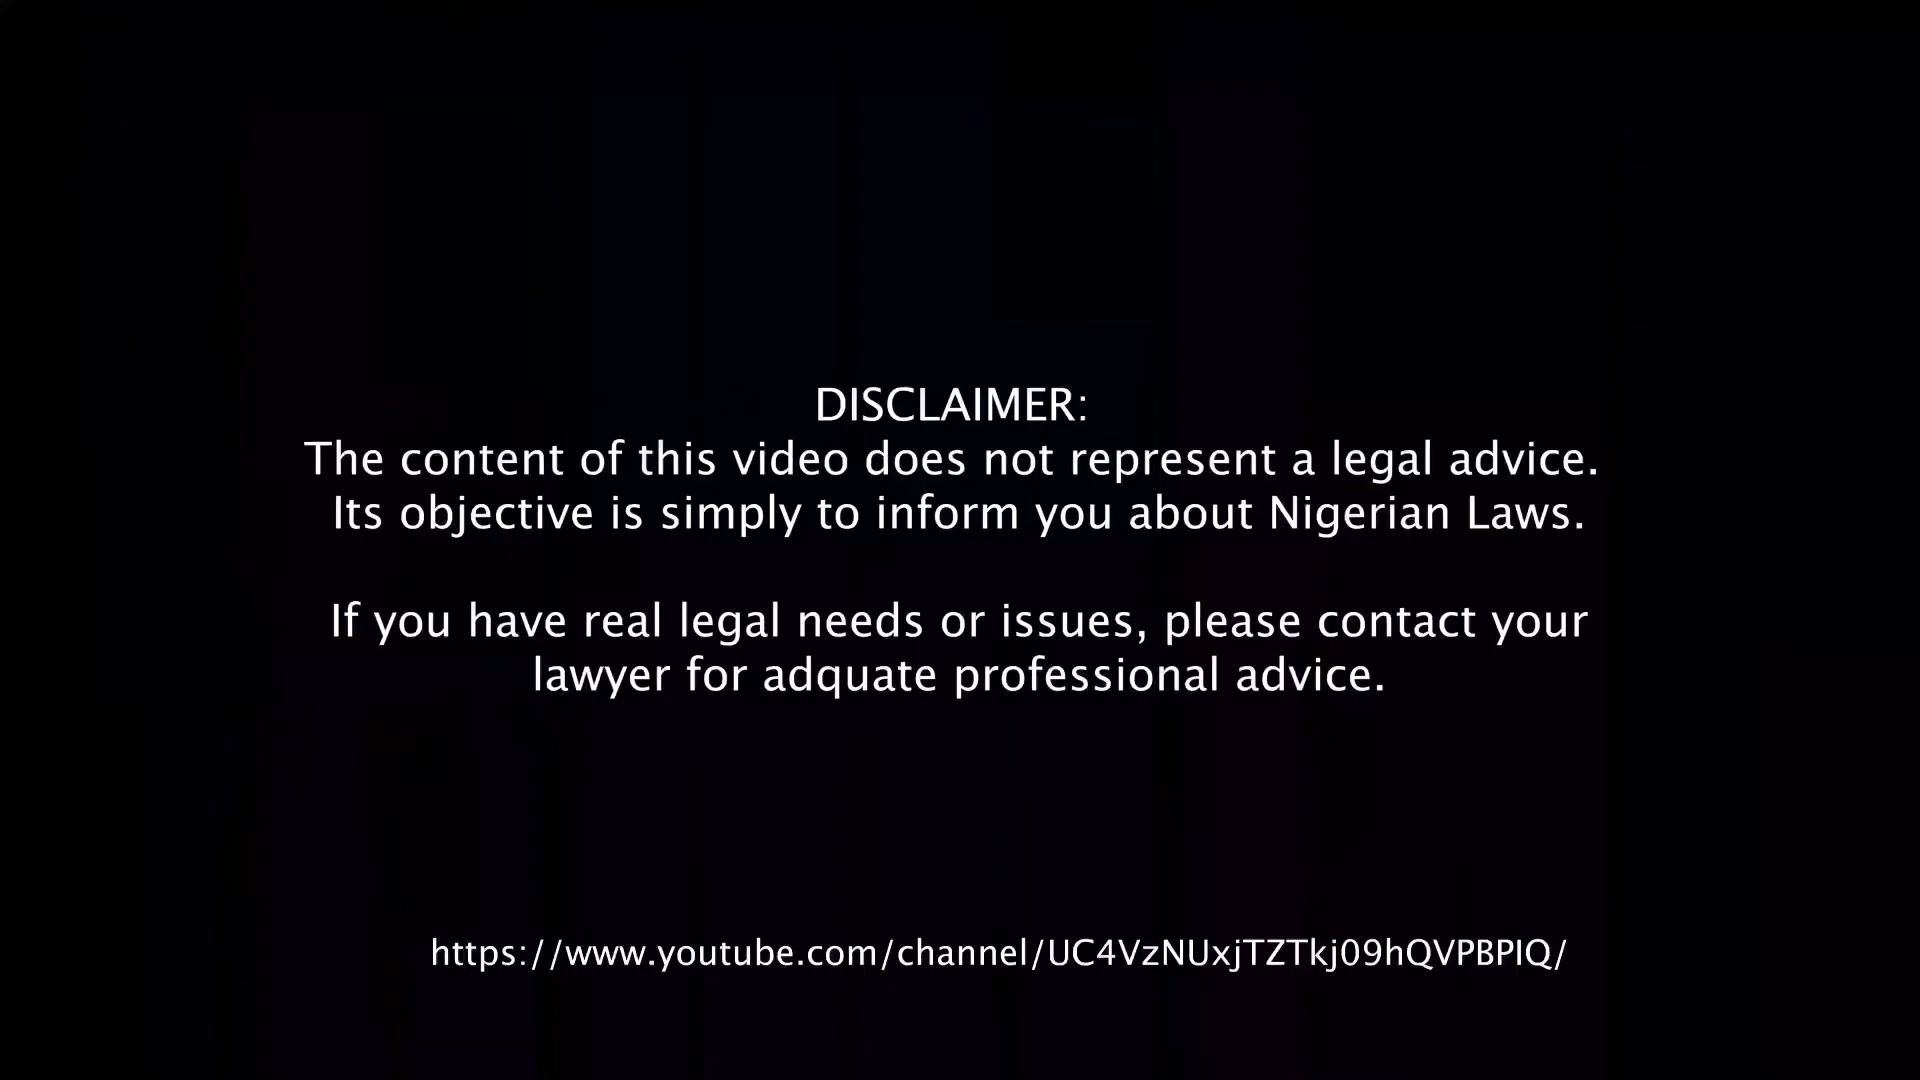 DISCLAIMER:
The content of this video does not represent a legal advice.
Its objective is simply to inform you about Nigerian Laws.
If you have real legal needs or issues, please contact your
lawyer for adquate professional advice.
https://www.youtube.com/channel/UC4VzNUxjTZTkj09hQVPBPIQ/